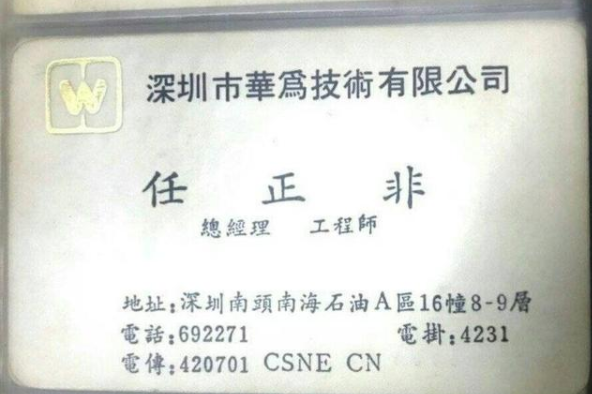 W
深圳市華爲技術有限公司
任正非
總經理 工程師
地址:深圳南頭南海石油A區16幢8-9層
電話:692271 電掛:4231
電傳:420701 CSNE CN